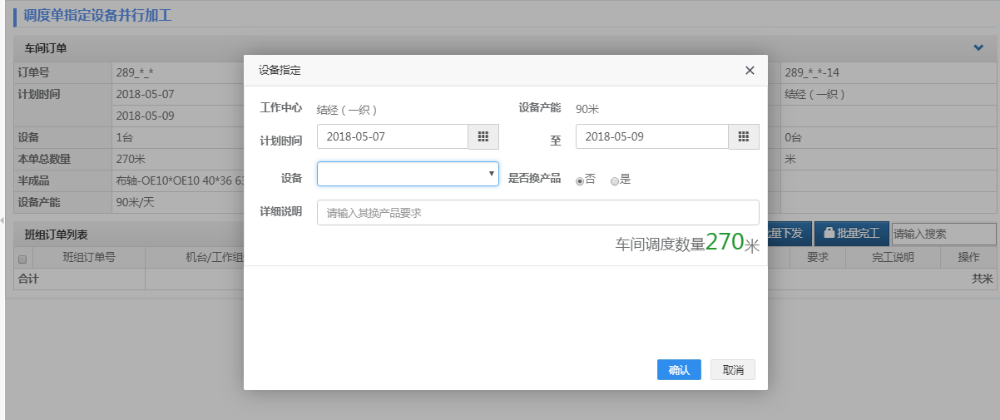 调度单指定设备并行加工
车间订单
订单号 289_*_* 289_*_*-14
计划时间 2018-05-07 结经（一织）
2018-05-09
设备 1台 0台
本单总数量 270米 米
半成品 布轴-OE10*OE10 40*36 63
设备产能 90米/天
班组订单列表 量下发 批量完工 请输入搜索
班组订单号 机台/工作组 要求 完工说明 操作
合计 共米
设备指定 ×
工作中心 结经（一织） 设备产能 90米
计划时间 2018-05-07 至 2018-05-09
设备 是否换产品 否 是
详细说明 请输入其换产品要求
车间调度数量270米
确认 取消